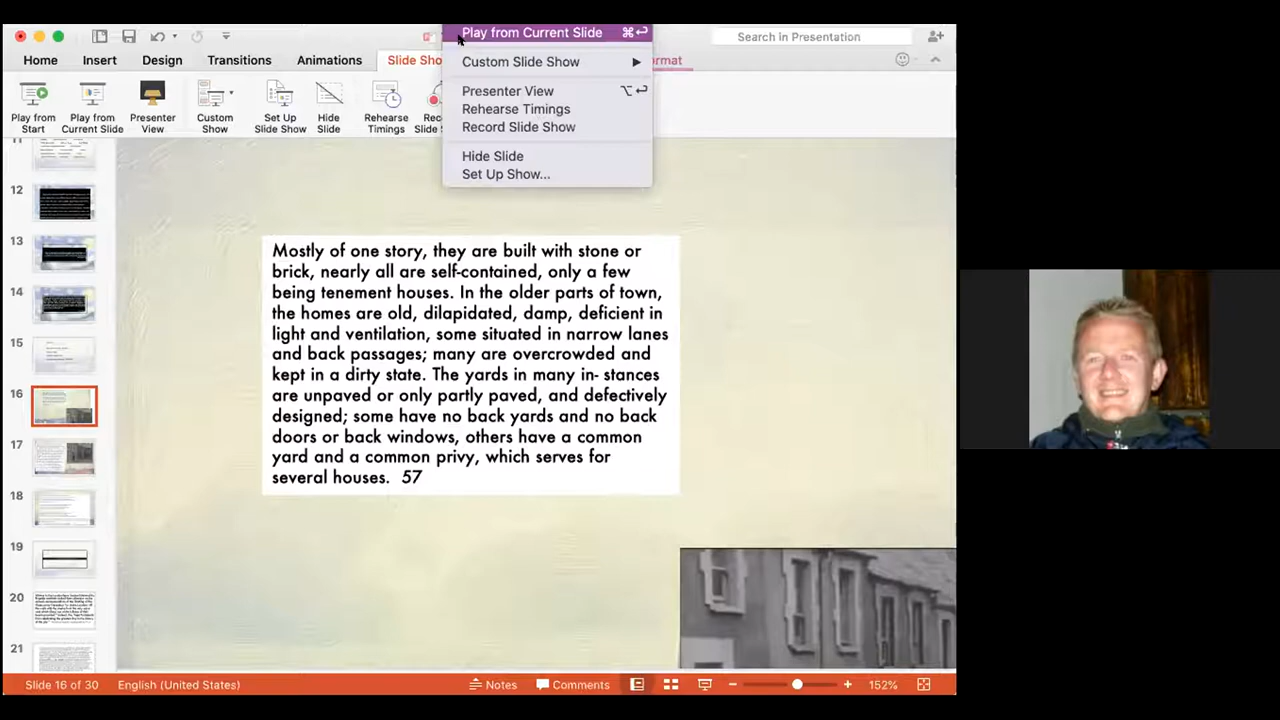 Play from Current Slide ⌘↩
Search in Presentation
Home Insert Design Transitions Animations Slide Sho ormat
Custom Slide Show ▶
Presenter View ⌥↩
Rehearse Timings
Record Slide Show
Hide Slide
Set Up Show...
Play from
Start
Play from
Current Slide
Presenter
View
Custom
Show
Set Up
Slide Show
Hide
Slide
Rehearse
Timings
Rec
Slide S
12
13
14
15
16
17
18
19
20
21
Mostly of one story, they are built with stone or
brick, nearly all are self-contained, only a few
being tenement houses. In the older parts of town,
the homes are old, dilapidated, damp, deficient in
light and ventilation, some situated in narrow lanes
and back passages; many are overcrowded and
kept in a dirty state. The yards in many in- stances
are unpaved or only partly paved, and defectively
designed; some have no back yards and no back
doors or back windows, others have a common
yard and a common privy, which serves for
several houses. 57
Slide 16 of 30 English (United States) Notes Comments 152%